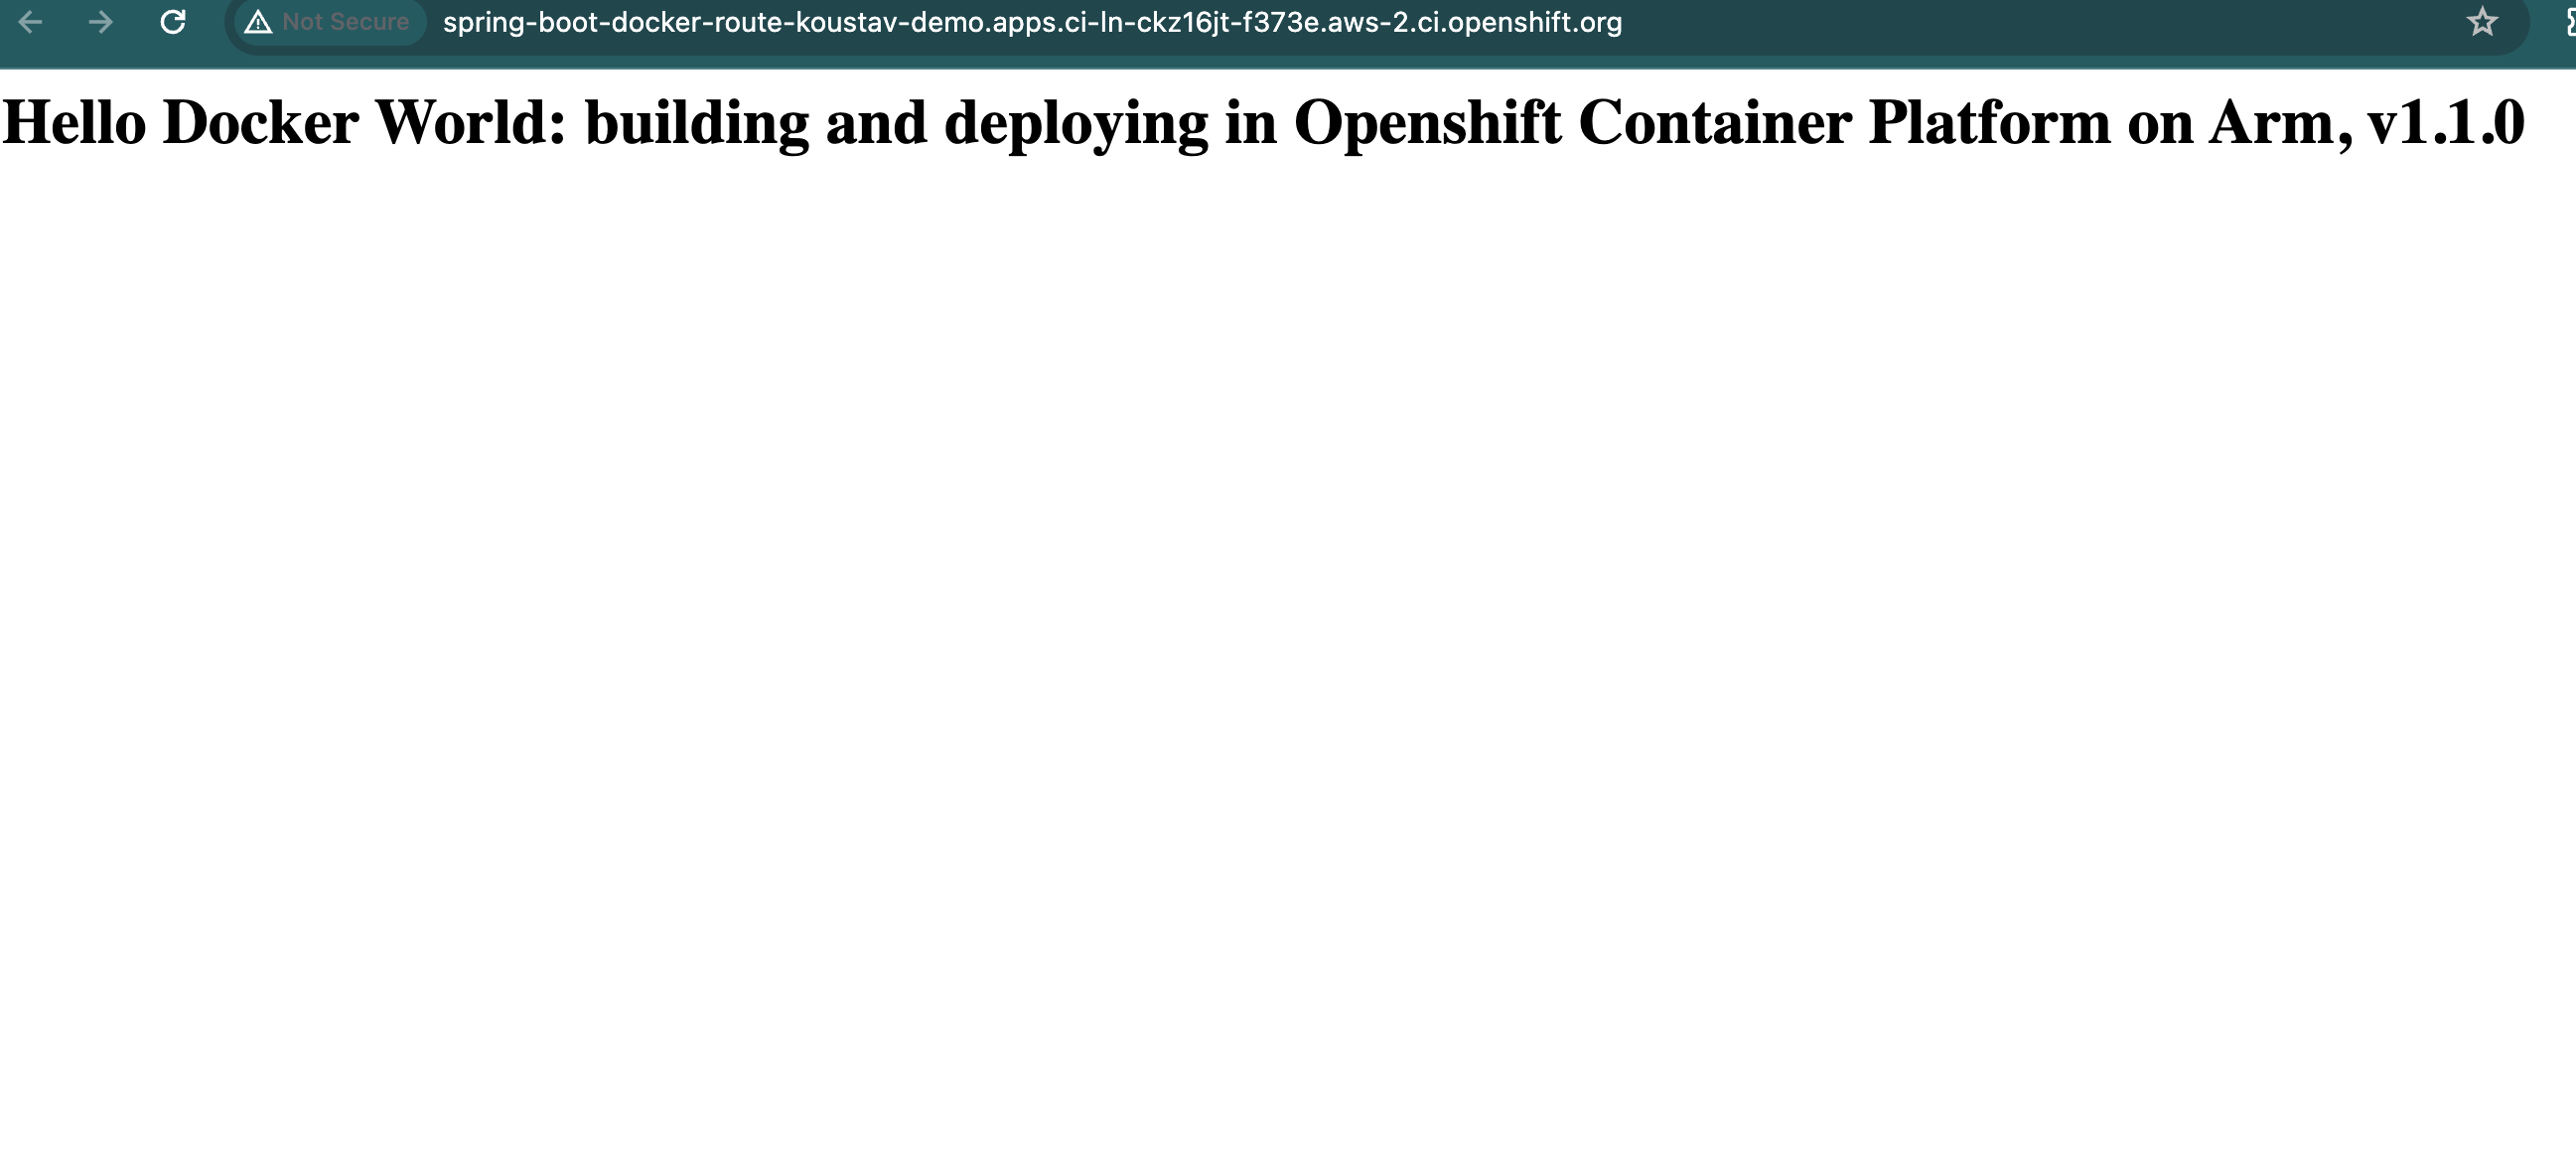 Not Secure spring-boot-docker-route-koustav-demo.apps.ci-ln-ckz16jt-f373e.aws-2.ci.openshift.org
Hello Docker World: building and deploying in Openshift Container Platform on Arm, v1.1.0